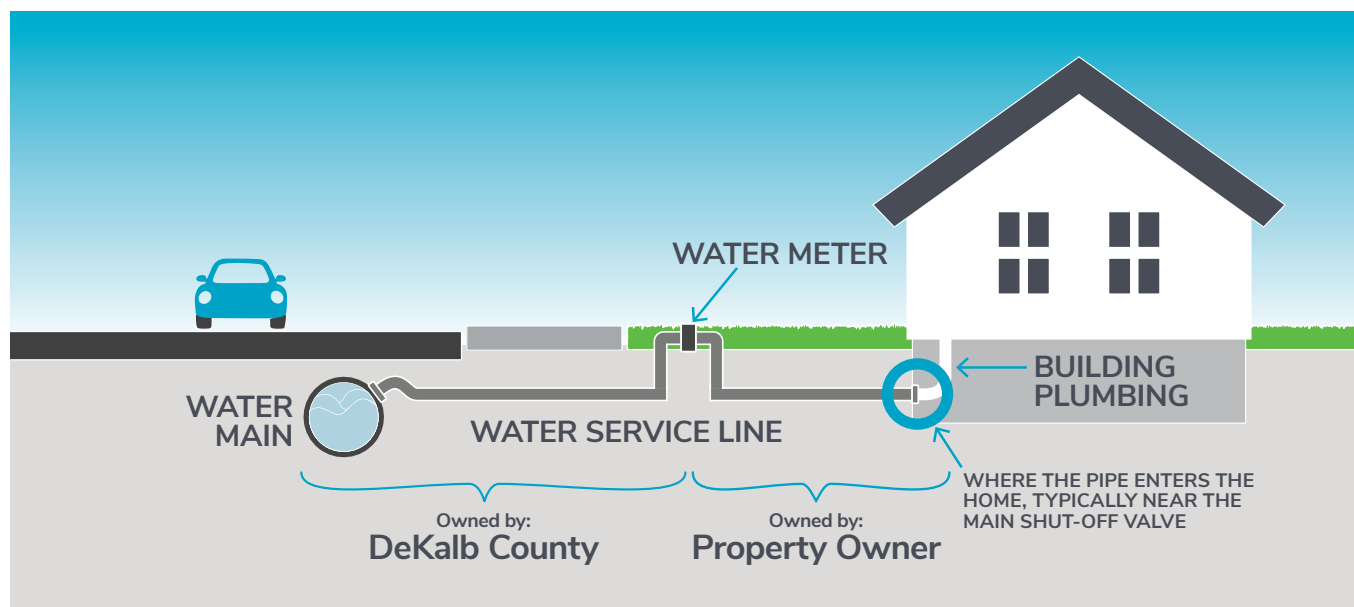 WATER METER
BUILDING
PLUMBING
WATER
MAIN
WATER SERVICE LINE
WHERE THE PIPE ENTERS THE
HOME, TYPICALLY NEAR THE
MAIN SHUT-OFF VALVE
Owned by:
DeKalb County
Owned by:
Property Owner